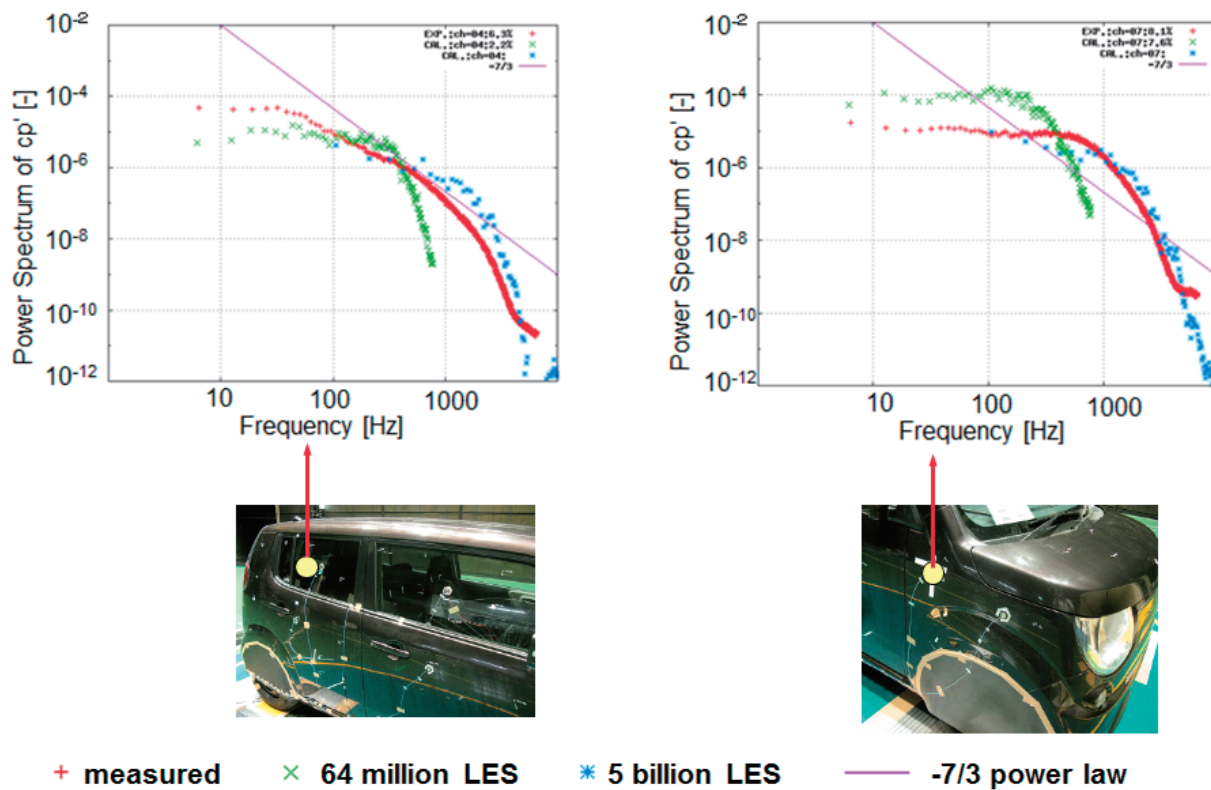 10-2
10-4
10-6
10-8
10-10
10-12
Power Spectrum of cp' [-]
EXP.:ch=04:6.3%
CAL.:ch=04:2.2%
CAL.:ch=04:
-7/3
10 100 1000
Frequency [Hz]
10-2
10-4
10-6
10-8
10-10
10-12
Power Spectrum of cp' [-]
EXP.:ch=07:8.1%
CAL.:ch=07:7.6%
CAL.:ch=07:
-7/3
10 100 1000
Frequency [Hz]
measured 64 million LES 5 billion LES -7/3 power law